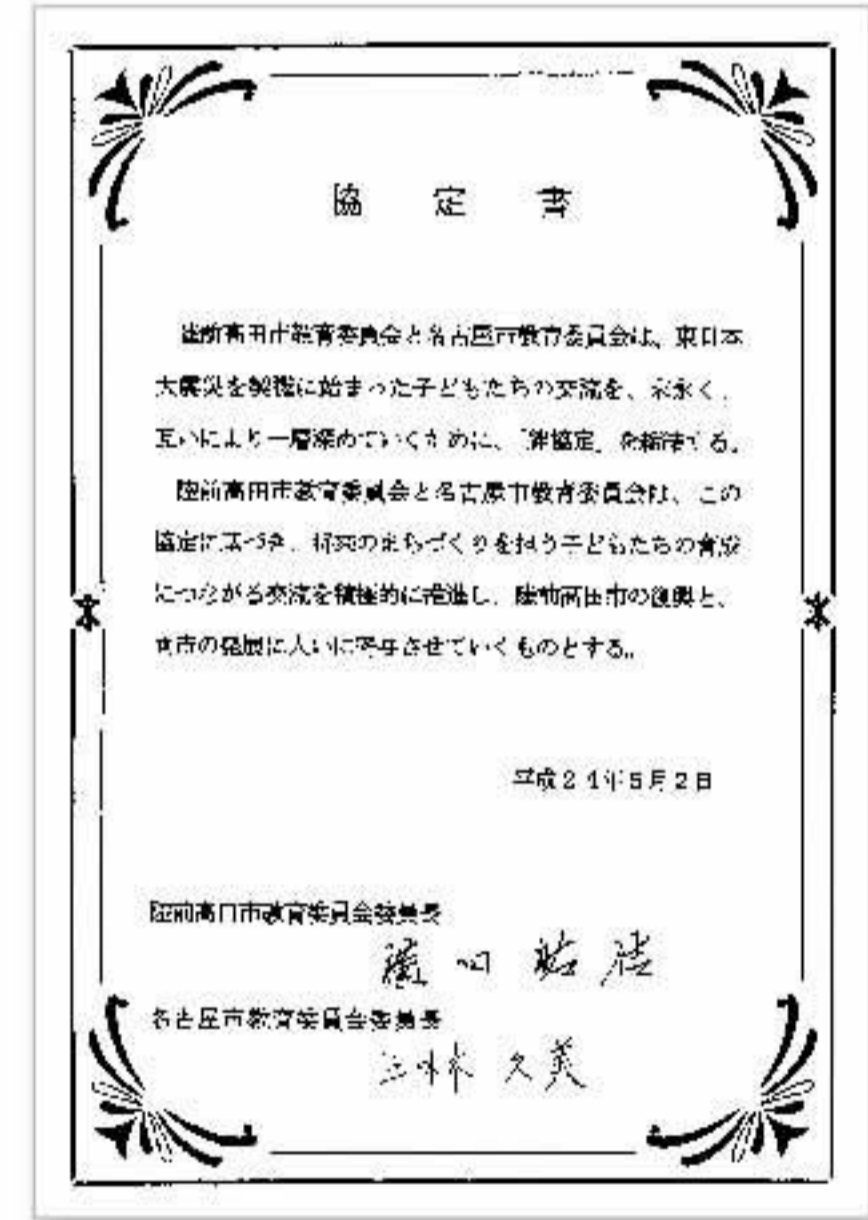 協定書
陸前高田市教育委員会と名古屋市教育委員会は、東日本
大震災を契機に始まった子どもたちの交流を、末永く、
互いにより一層深めていくために、「絆協定」を締結する。
陸前高田市教育委員会と名古屋市教育委員会は、この
協定に基づき、将来のまちづくりを担う子どもたちの育成
につながる交流を積極的に推進し、陸前高田市の復興と、
両市の発展に大いに寄与させていくものとする。
平成24年5月2日
陸前高田市教育委員会委員長
名古屋市教育委員会委員長
久美